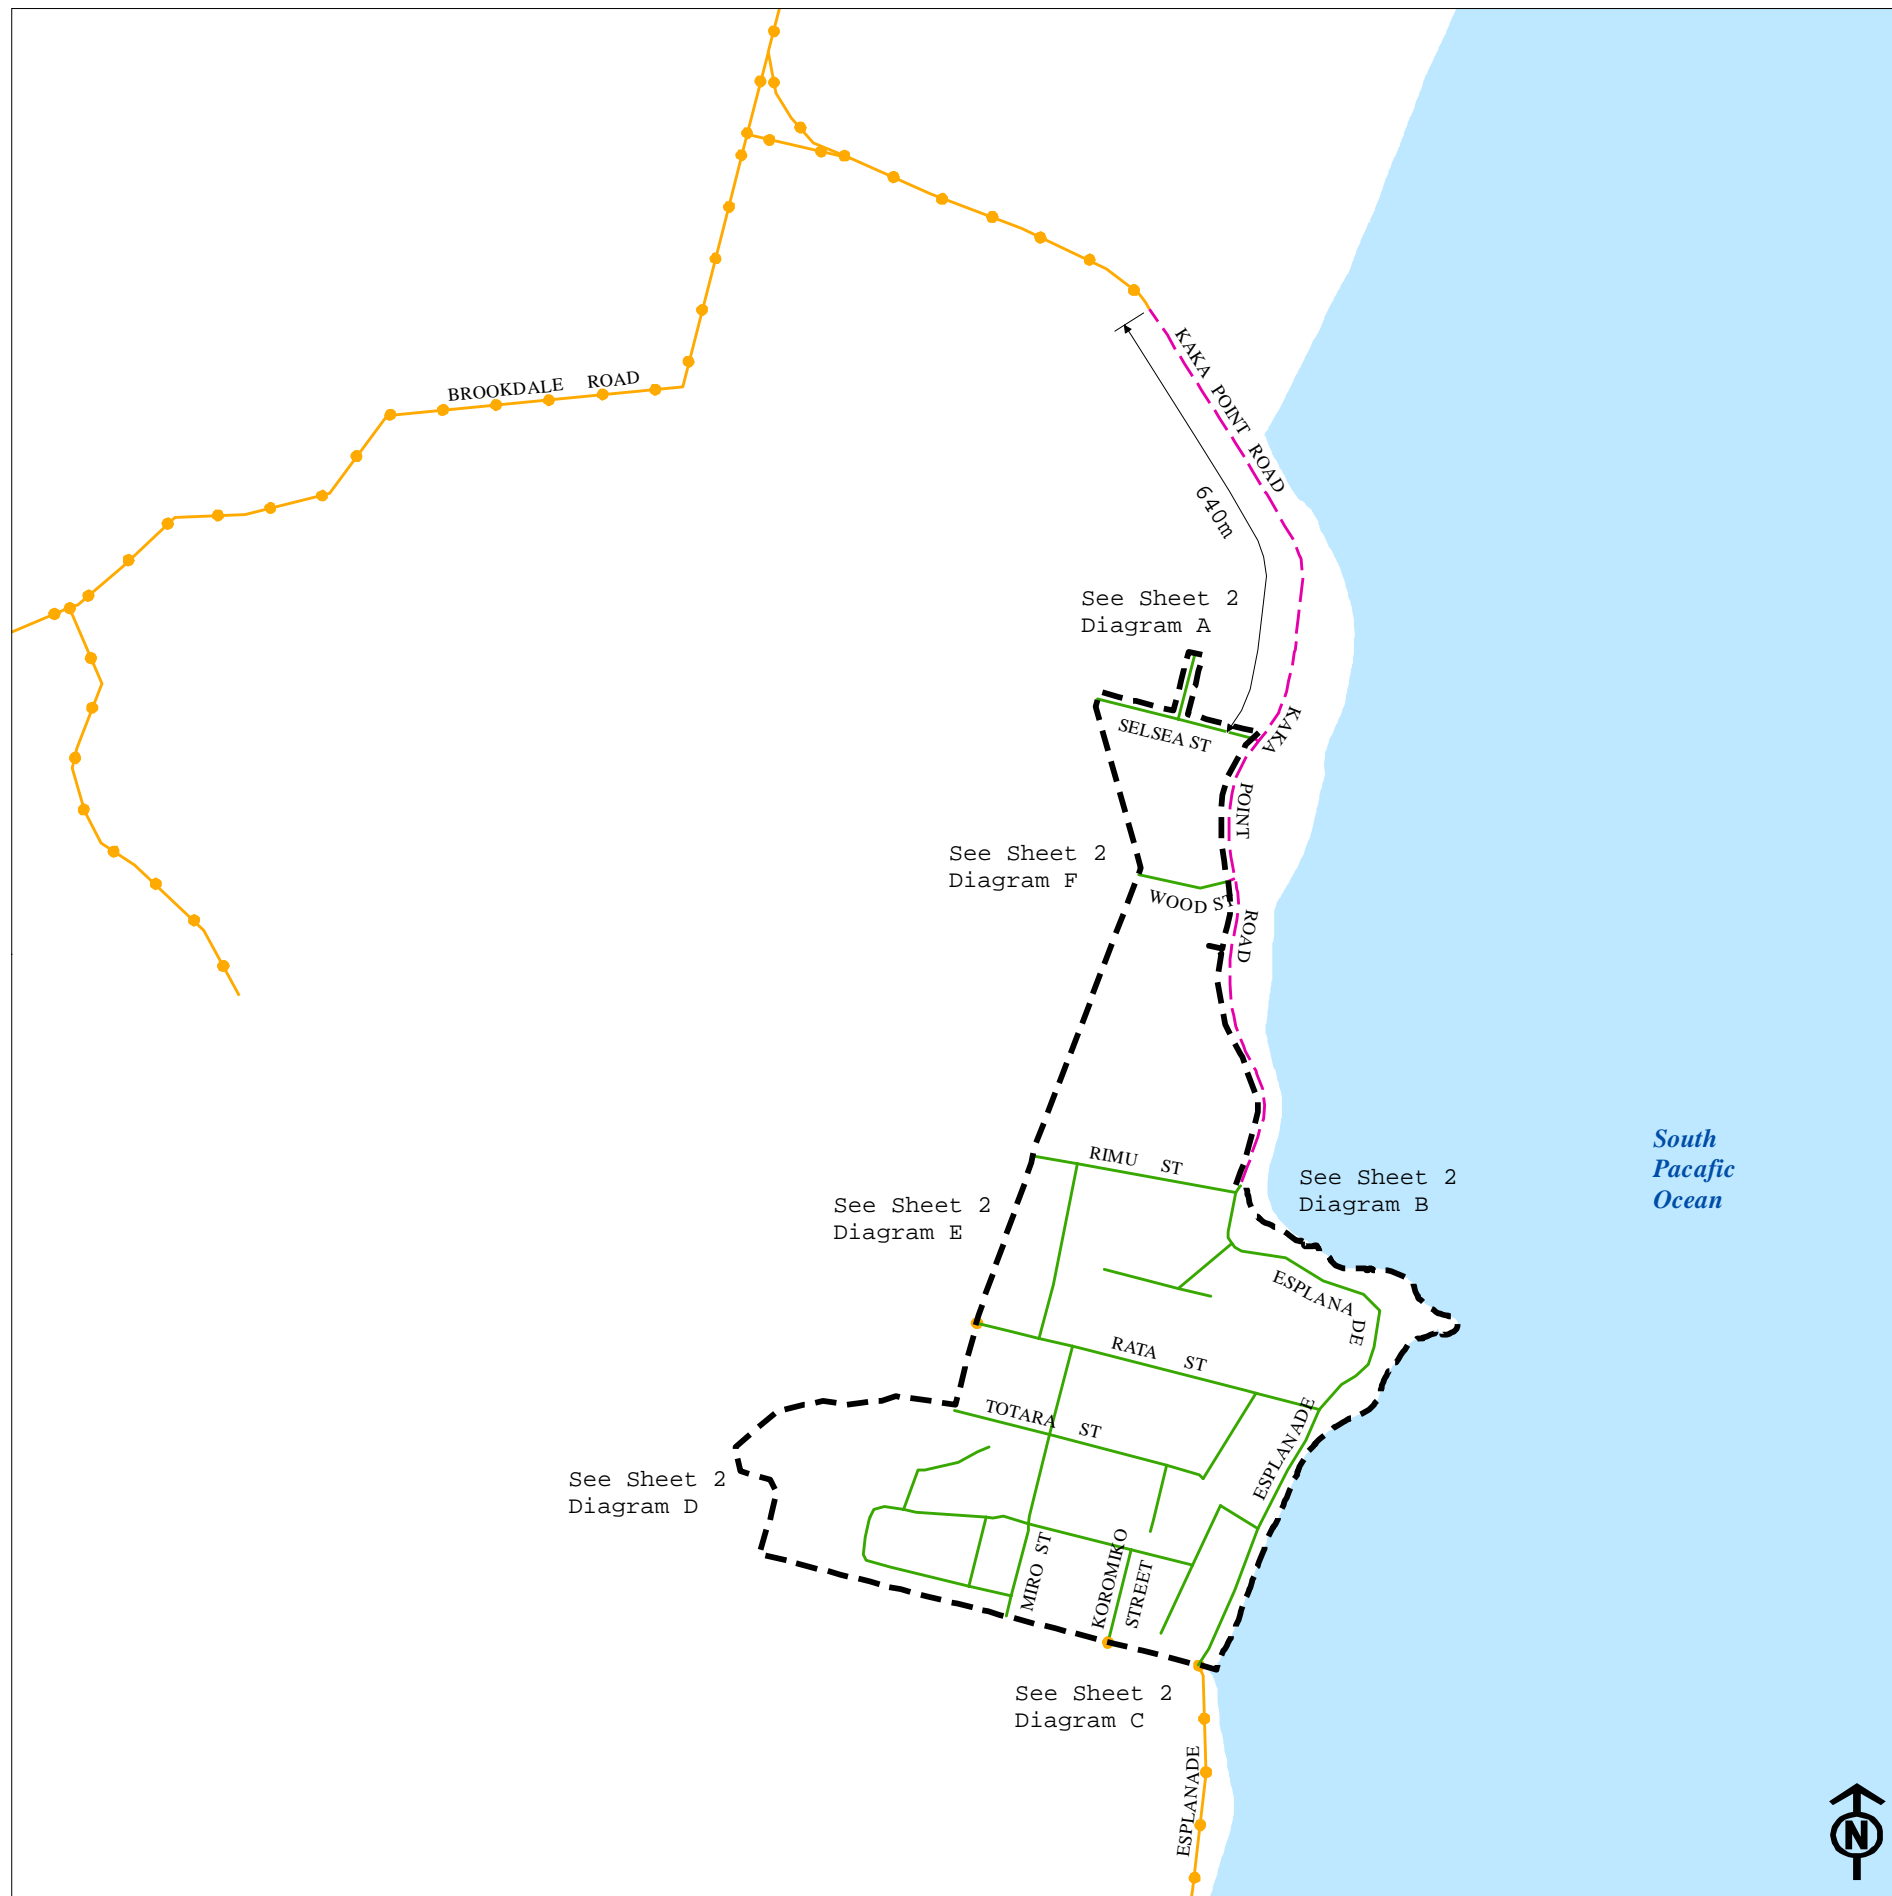 BROOKDALE ROAD
KAKA POINT ROAD
640m
See Sheet 2
Diagram A
SELSEA ST
KAKA POINT ROAD
See Sheet 2
Diagram F
WOOD ST
South
Pacafic
Ocean
RIMU ST
See Sheet 2
Diagram B
See Sheet 2
Diagram E
ESPLANADE
RATA ST
TOTARA ST
ESPLANADE
See Sheet 2
Diagram D
MIRO ST
KOROMIKO
STREET
See Sheet 2
Diagram C
ESPLANADE
N